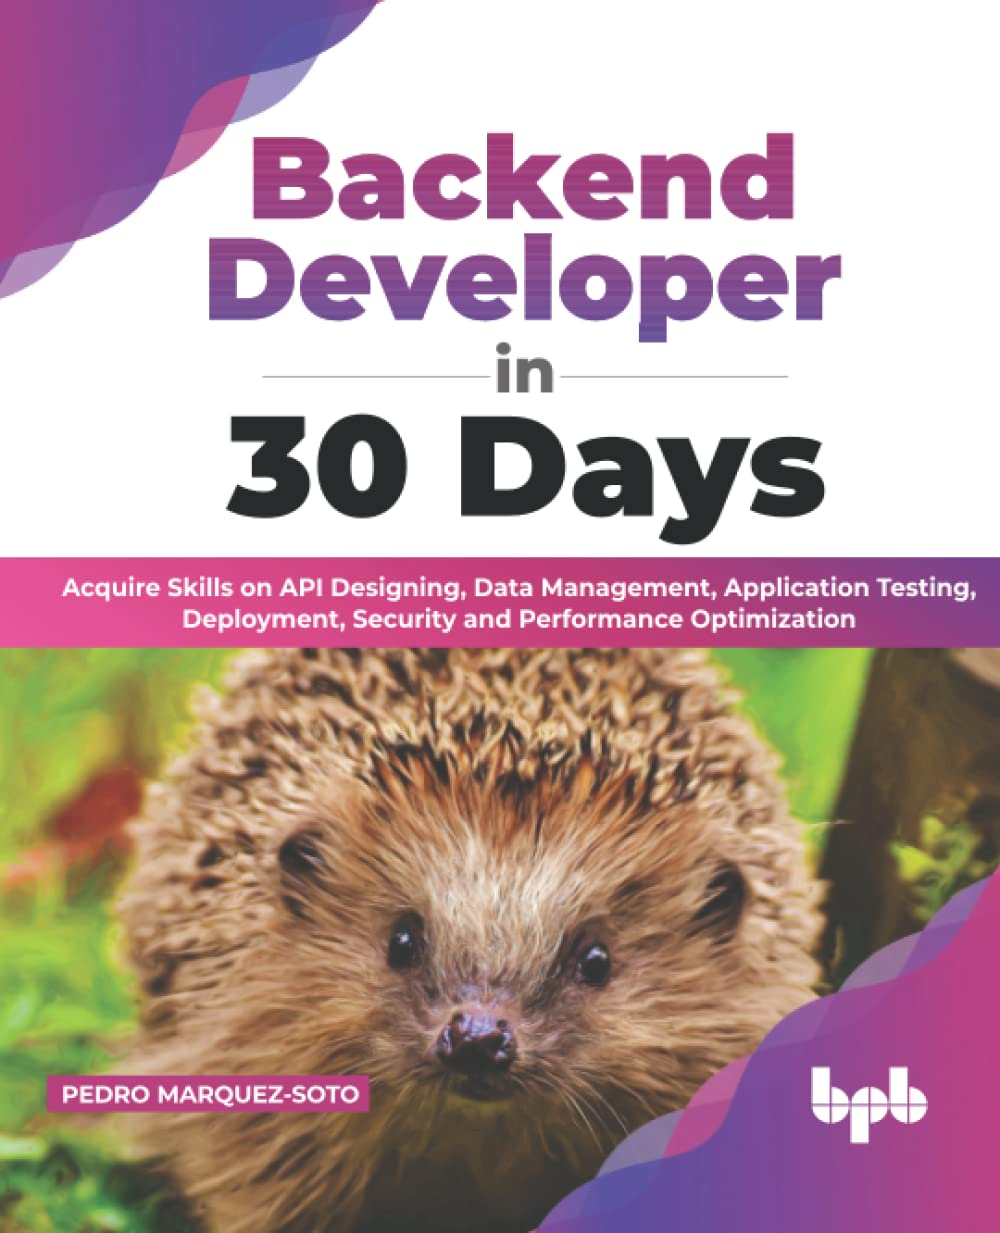 Backend
Developer
in
30 Days
Acquire Skills on API Designing, Data Management, Application Testing,
Deployment, Security and Performance Optimization
PEDRO MARQUEZ-SOTO
bpb